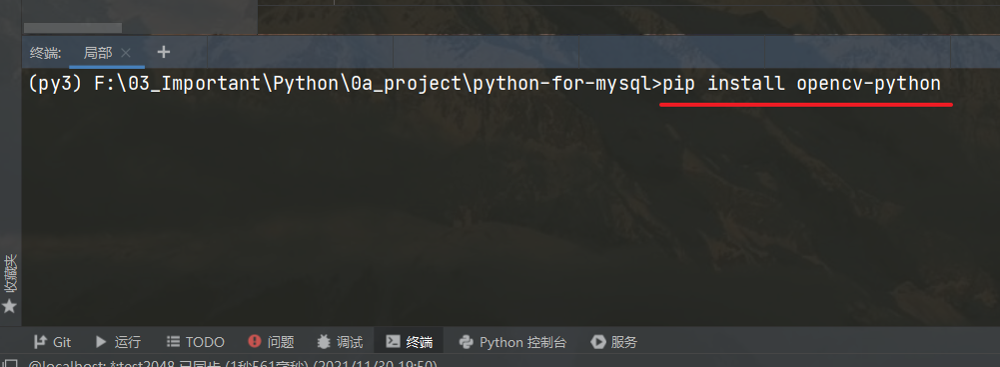 终端: 局部 × +
(py3) F:\03_Important\Python\0a_project\python-for-mysql>pip install opencv-python
收藏夹
Git 运行 TODO 问题 调试 终端 Python 控制台 服务
@localhost: *test2048 已同步 (1秒561毫秒) (2021/11/30 19:50)